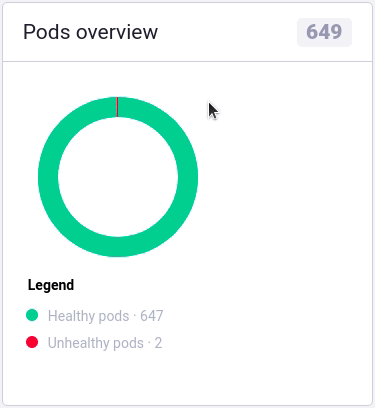 Pods overview
649
Legend
Healthy pods · 647
Unhealthy pods · 2